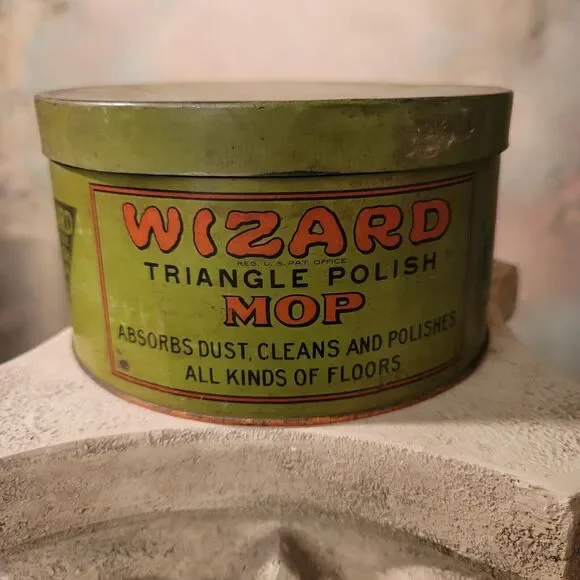 WIZARD
REG. U.S. PAT. OFFICE
TRIANGLE POLISH
MOP
ABSORBS DUST, CLEANS AND POLISHES
ALL KINDS OF FLOORS